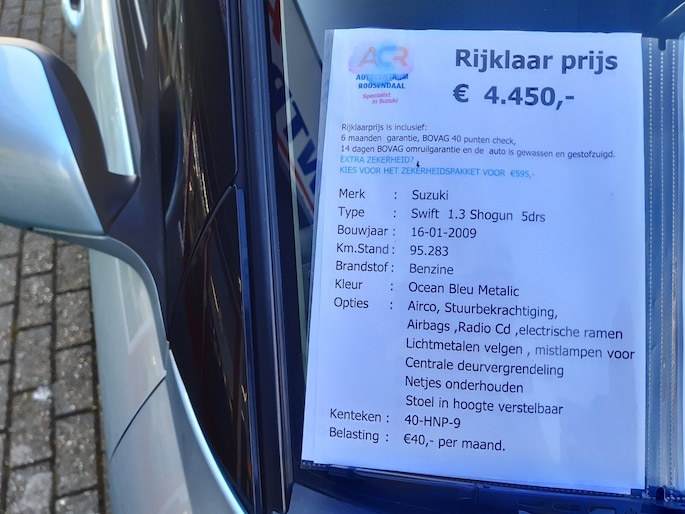 ACR
AUTOCENTRUM
ROOSENDAAL
Specialist
in Suzuki
Rijklaar prijs
€ 4.450,-
Rijklaarprijs is inclusief:
6 maanden garantie, BOVAG 40 punten check,
14 dagen BOVAG omruilgarantie en de auto is gewassen en gestofzuigd.
EXTRA ZEKERHEID?
KIES VOOR HET ZEKERHEIDSPAKKET VOOR €595,-
Merk : Suzuki
Type : Swift 1.3 Shogun 5drs
Bouwjaar : 16-01-2009
Km.Stand : 95.283
Brandstof : Benzine
Kleur : Ocean Bleu Metalic
Opties : Airco, Stuurbekrachtiging,
Airbags ,Radio Cd ,electrische ramen
Lichtmetalen velgen , mistlampen voor
Centrale deurvergrendeling
Netjes onderhouden
Stoel in hoogte verstelbaar
Kenteken : 40-HNP-9
Belasting : €40,- per maand.